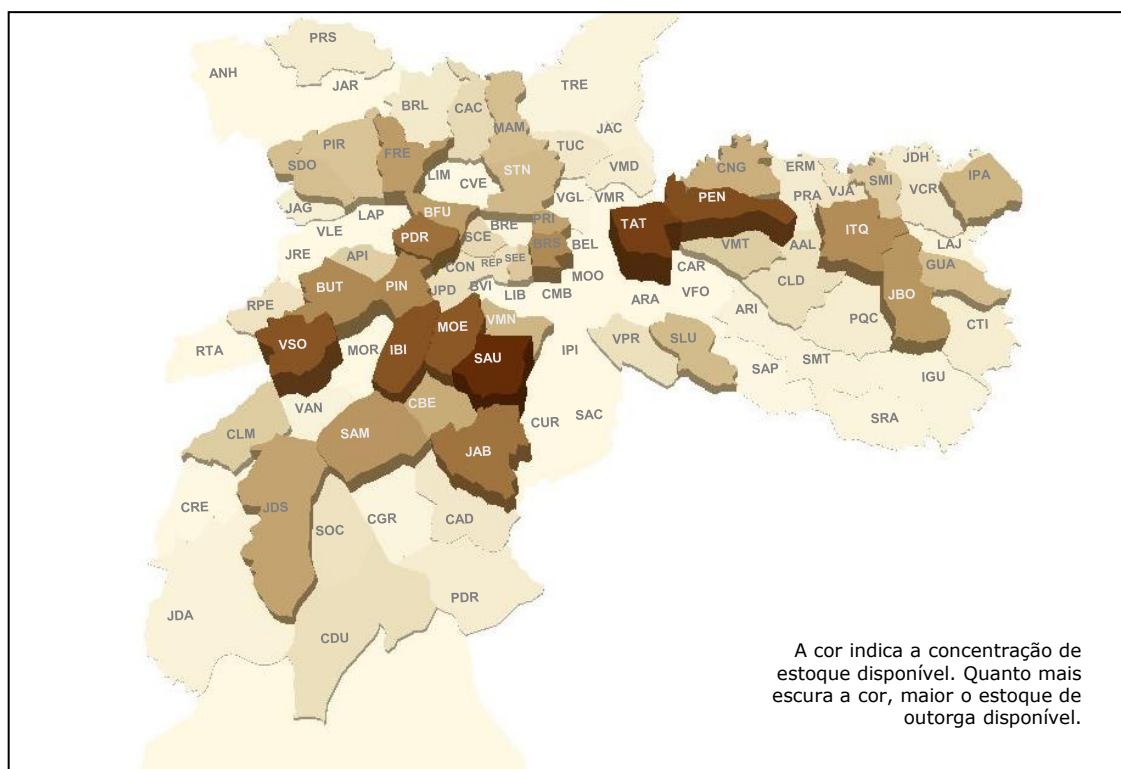 PRS
ANH
JAR
TRE
BRL
CAC
MAM
JAC
PIR
FRE
TUC
SDO
LIM
STN
VMD
CNG
ERM
JDH
CVE
SMI
IPA
VJA
VCR
JAG
LAP
BFU
VGL
VMR
PEN
PRA
VLE
BRE
PRI
TAT
ITQ
PDR
SCE
BRS
BEL
VMT
AAL
LAJ
JRE
API
CON
REP
SEE
MOO
CAR
GUA
BUT
PIN
JPD
BVI
LIB
CMB
ARA
VFO
CLD
JBO
RPE
ARI
PQC
CTI
VMN
MOE
VSO
IBI
VPR
SLU
RTA
MOR
SAU
IPI
SAP
SMT
IGU
VAN
CBE
CLM
SAM
CUR
SAC
SRA
JAB
CRE
JDS
SOC
CGR
CAD
PDR
JDA
CDU
A cor indica a concentração de
estoque disponível. Quanto mais
escura a cor, maior o estoque de
outorga disponível.